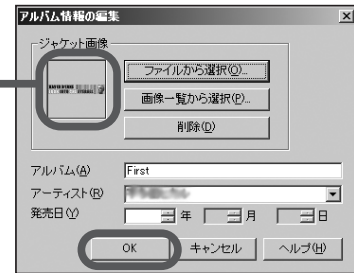 アルバム情報の編集
ジャケット画像
ファイルから選択(O)...
画像一覧から選択(P)...
削除(D)
アルバム(A) First
アーティスト(R)
発売日(Y) 年 月 日
OK キャンセル ヘルプ(H)